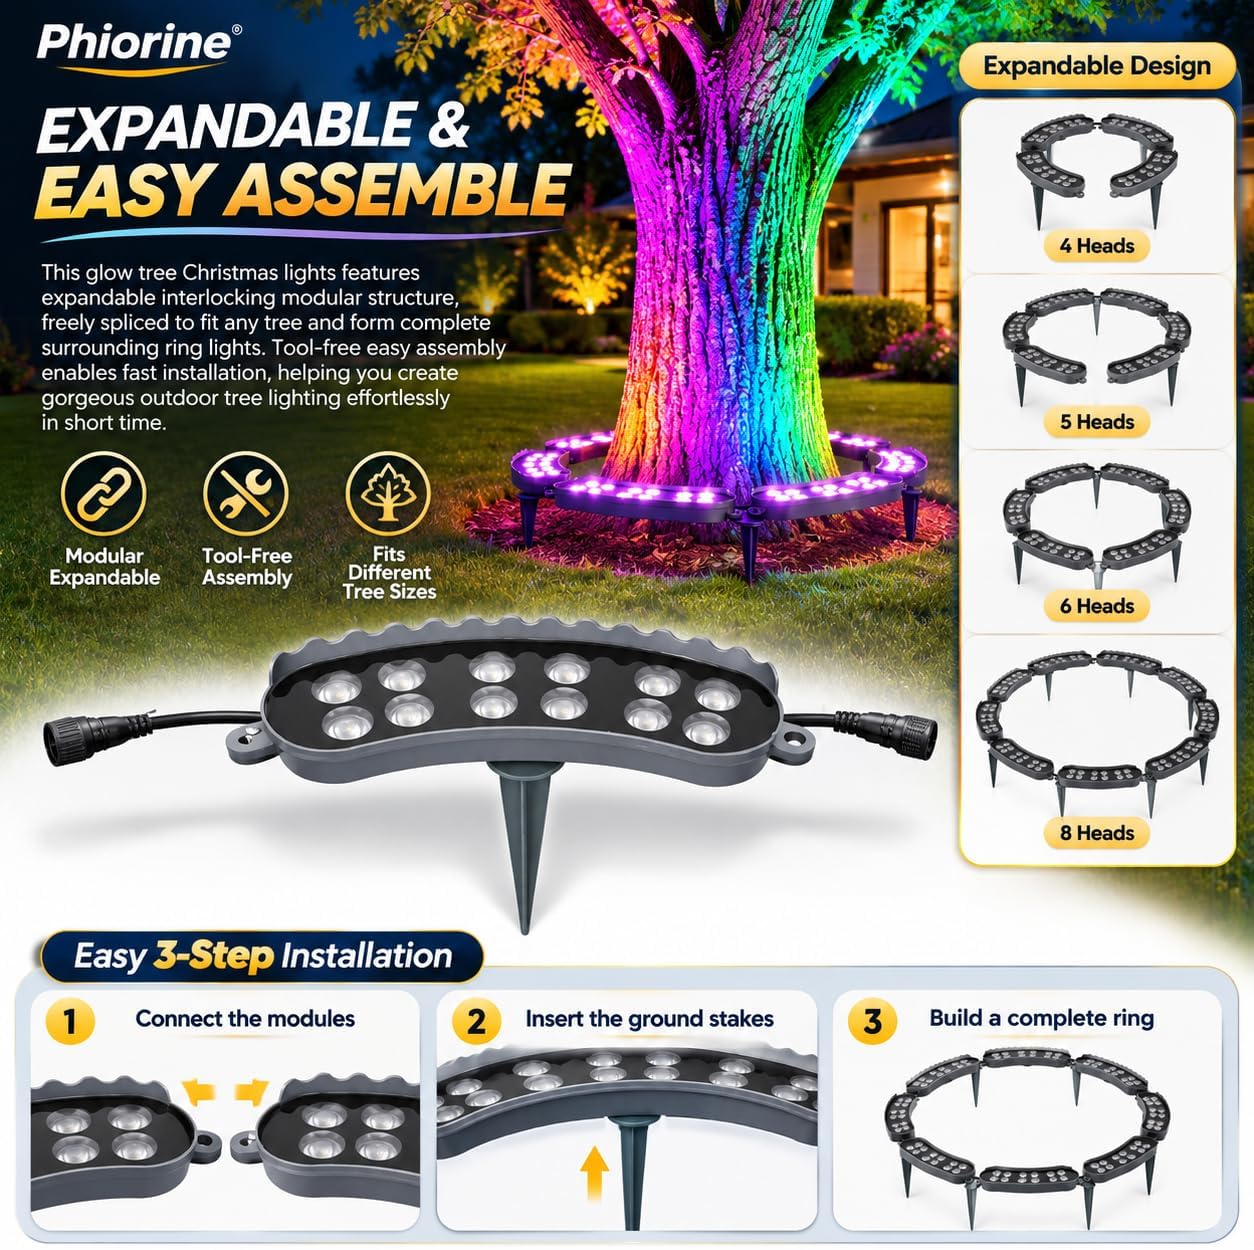 Phiorine®
EXPANDABLE &
EASY ASSEMBLE
This glow tree Christmas lights features
expandable interlocking modular structure,
freely spliced to fit any tree and form complete
surrounding ring lights. Tool-free easy assembly
enables fast installation, helping you create
gorgeous outdoor tree lighting effortlessly
in short time.
Modular
Expandable
Tool-Free
Assembly
Fits
Different
Tree Sizes
Expandable Design
4 Heads
5 Heads
6 Heads
8 Heads
Easy 3-Step Installation
1 Connect the modules
2 Insert the ground stakes
3 Build a complete ring